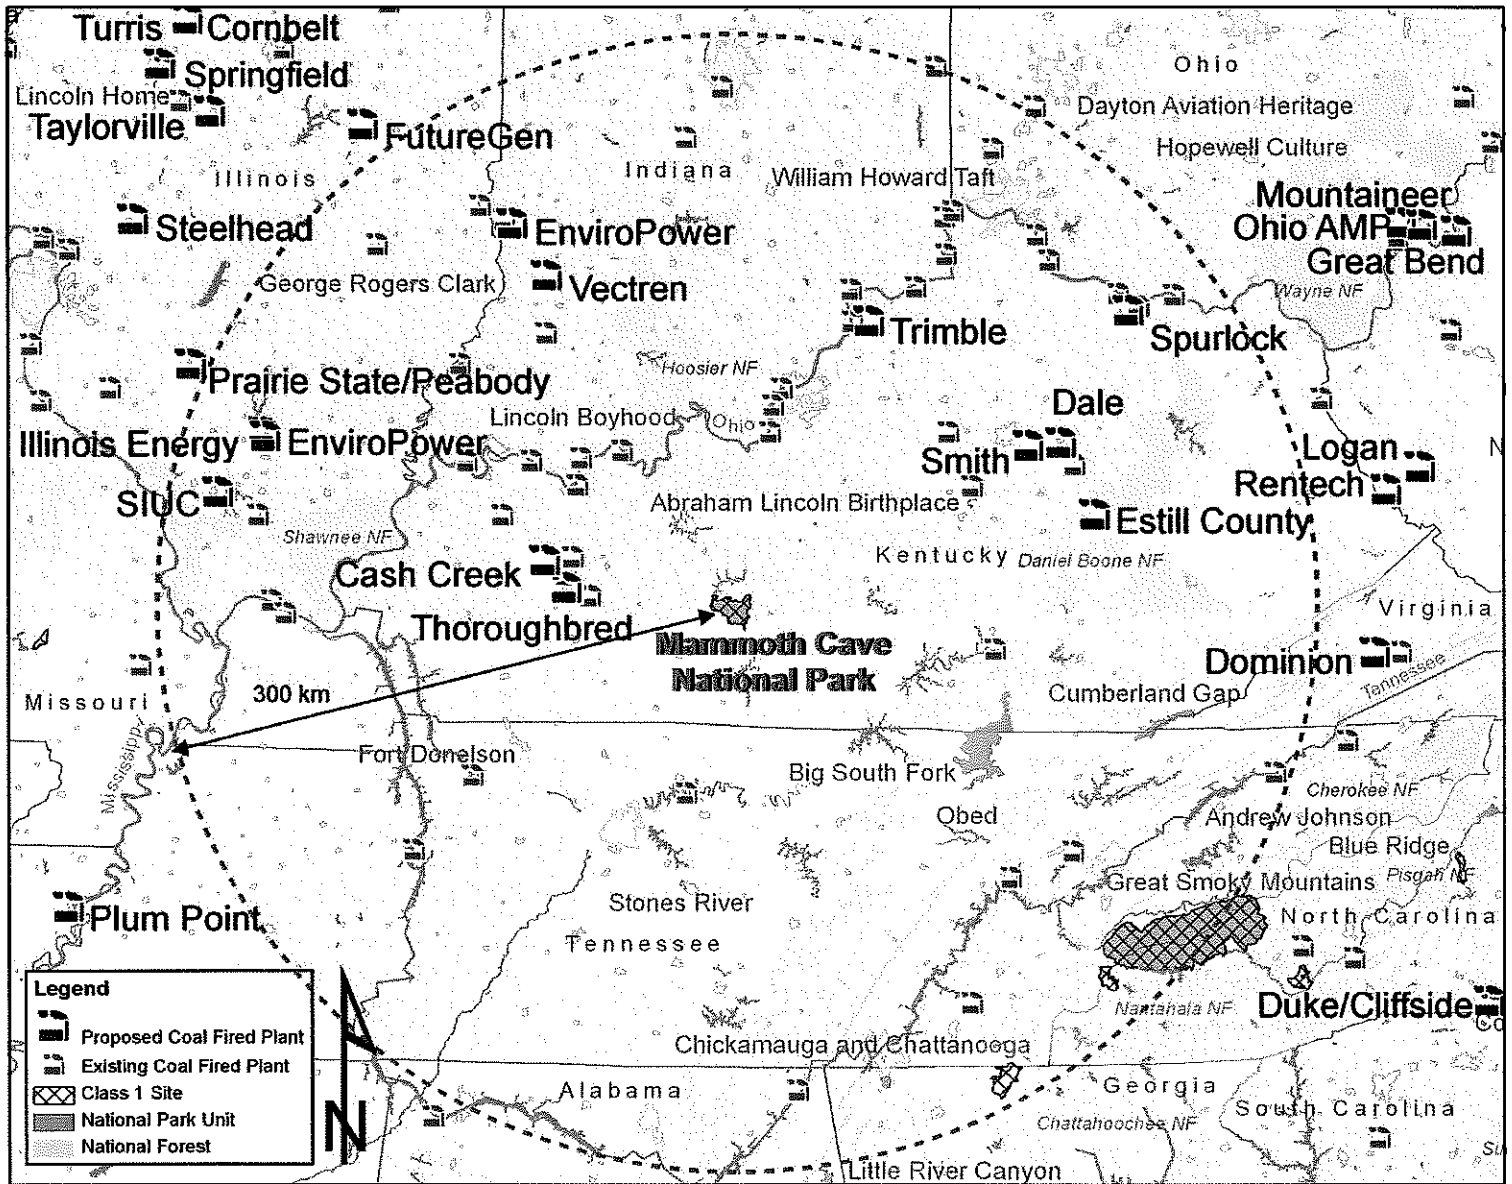 Turris
Cornbelt
Springfield
Lincoln Home
Taylorville
FutureGen
Ohio
Dayton Aviation Heritage
Hopewell Culture
Illinois
Indiana
William Howard Taft
Mountaineer
Steelhead
EnviroPower
Ohio AMP
Great Bend
George Rogers Clark
Vectren
Wayne NF
Trimble
Spurlock
Hoosier NF
Prairie State/Peabody
Lincoln Boyhood
Ohio
Dale
Illinois Energy
EnviroPower
Smith
Logan
N
Rentech
SIUC
Abraham Lincoln Birthplace
Estill County
Shawnee NF
Kentucky
Daniel Boone NF
Cash Creek
Thoroughbred
Virginia
Mammoth Cave
National Park
Dominion
Tennessee
300 km
Missouri
Cumberland Gap
Mississipp
Fort Donelson
Big South Fork
Cherokee NF
Obed
Andrew Johnson
Blue Ridge
Pisgah NF
Great Smoky Mountains
Plum Point
Stones River
North Carolina
Tennessee
Legend
Proposed Coal Fired Plant
Existing Coal Fired Plant
Class 1 Site
National Park Unit
National Forest
N
Nantahala NF
Duke/Cliffside
Co
Chickamauga and Chattanooga
Alabama
Georgia
South Carolina
Chattahoochee NF
Little River Canyon
Su